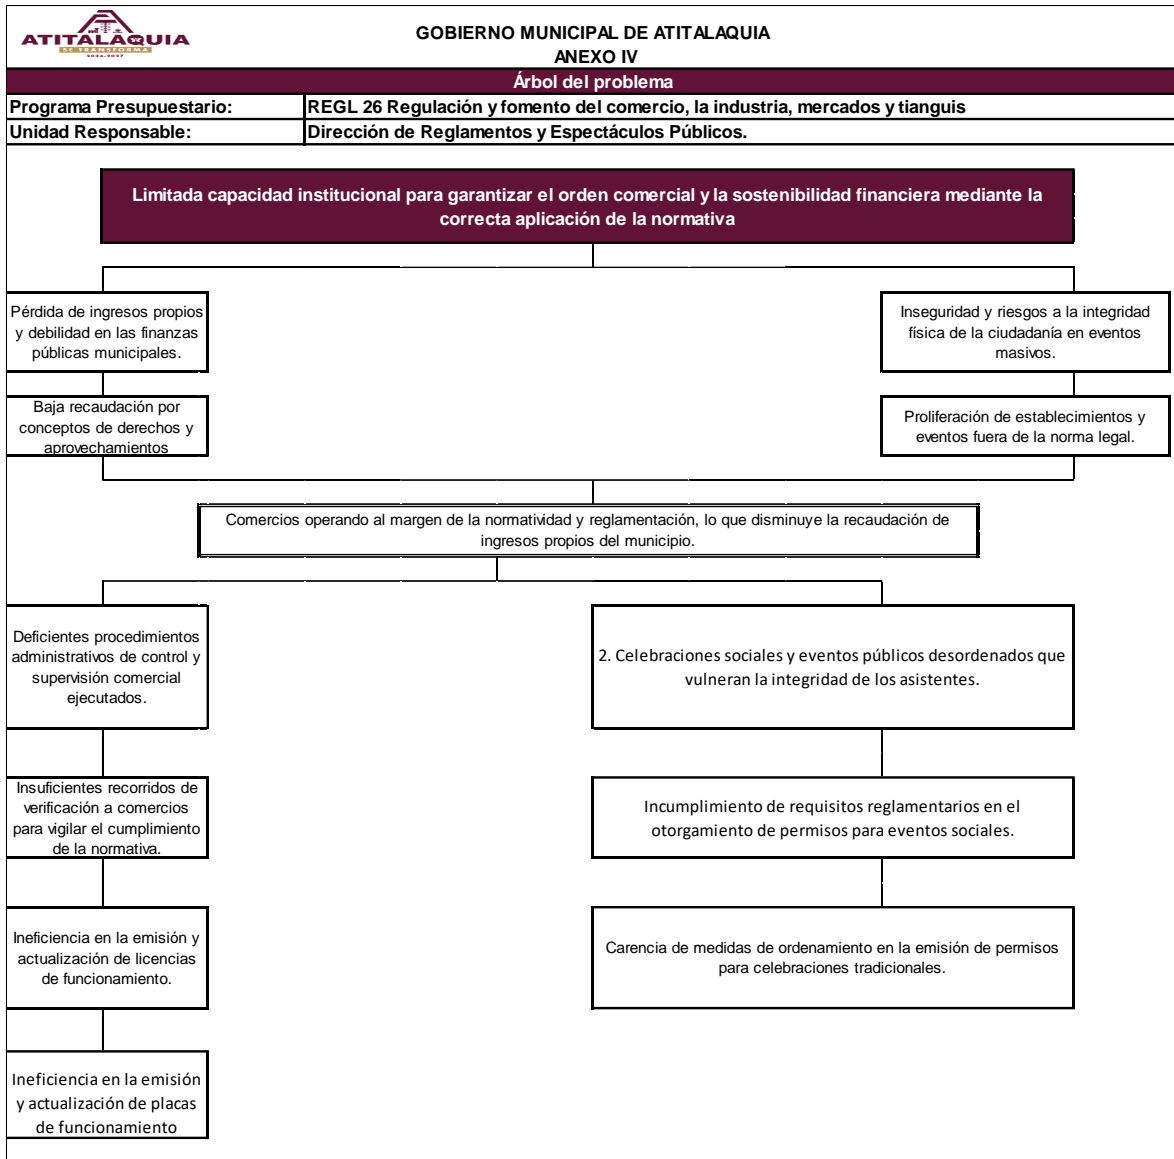 ATITALAQUIA
SE TRANSFORMA
2024-2027
GOBIERNO MUNICIPAL DE ATITALAQUIA
ANEXO IV
Árbol del problema
Programa Presupuestario:
REGL 26 Regulación y fomento del comercio, la industria, mercados y tianguis
Unidad Responsable:
Dirección de Reglamentos y Espectáculos Públicos.
Limitada capacidad institucional para garantizar el orden comercial y la sostenibilidad financiera mediante la
correcta aplicación de la normativa
Pérdida de ingresos propios
y debilidad en las finanzas
públicas municipales.
Inseguridad y riesgos a la integridad
física de la ciudadanía en eventos
masivos.
Baja recaudación por
conceptos de derechos y
aprovechamientos
Proliferación de establecimientos y
eventos fuera de la norma legal.
Comercios operando al margen de la normatividad y reglamentación, lo que disminuye la recaudación de
ingresos propios del municipio.
Deficientes procedimientos
administrativos de control y
supervisión comercial
ejecutados.
2. Celebraciones sociales y eventos públicos desordenados que
vulneran la integridad de los asistentes.
Insuficientes recorridos de
verificación a comercios
para vigilar el cumplimiento
de la normativa.
Incumplimiento de requisitos reglamentarios en el
otorgamiento de permisos para eventos sociales.
Ineficiencia en la emisión y
actualización de licencias
de funcionamiento.
Carencia de medidas de ordenamiento en la emisión de permisos
para celebraciones tradicionales.
Ineficiencia en la emisión
y actualización de placas
de funcionamiento